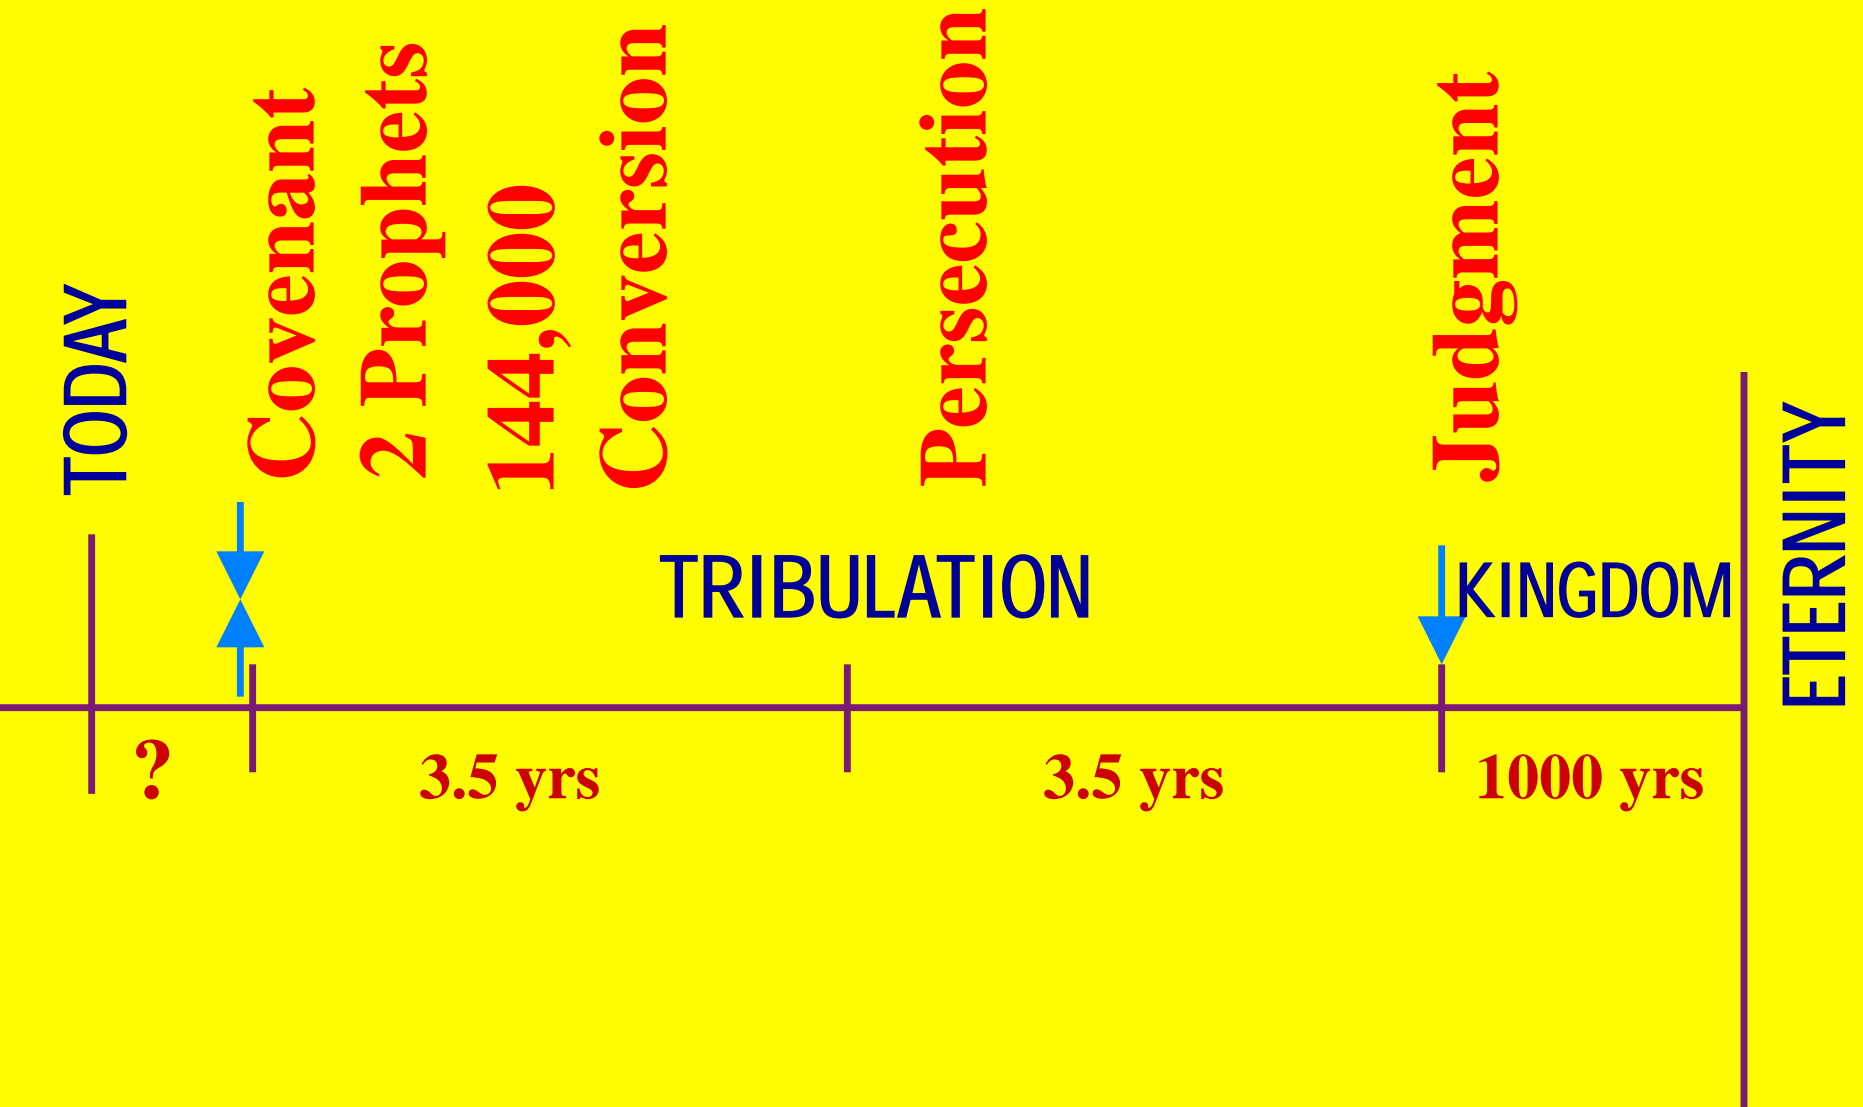 TODAY
Covenant
2 Prophets
144,000
Conversion
Persecution
Judgment
TRIBULATION
KINGDOM
ETERNITY
?
3.5 yrs
3.5 yrs
1000 yrs